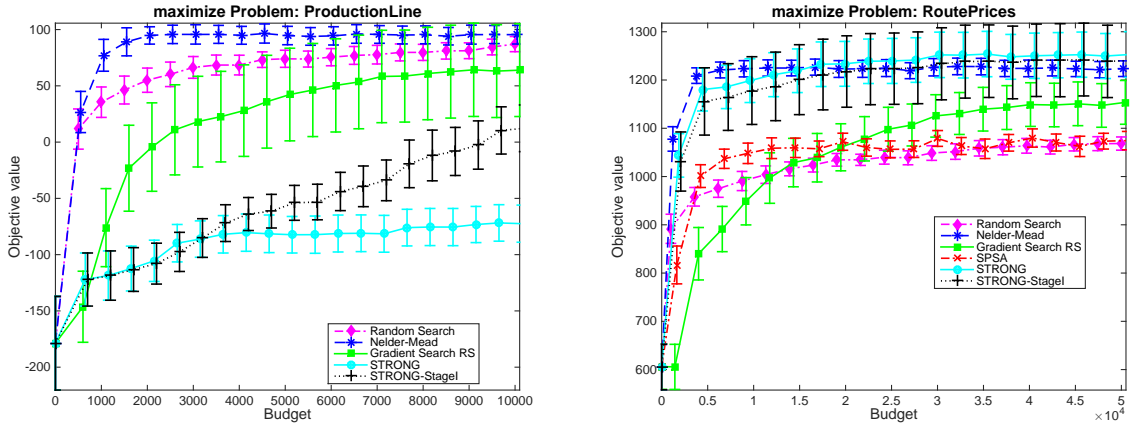 maximize Problem: ProductionLine
Objective value
100
50
0
-50
-100
-150
-200
0 1000 2000 3000 4000 5000 6000 7000 8000 9000 10000
Budget
Random Search
Nelder-Mead
Gradient Search RS
STRONG
STRONG-StageI
maximize Problem: RoutePrices
Objective value
1300
1200
1100
1000
900
800
700
600
0 0.5 1 1.5 2 2.5 3 3.5 4 4.5 5
Budget
×10^4
Random Search
Nelder-Mead
Gradient Search RS
SPSA
STRONG
STRONG-StageI